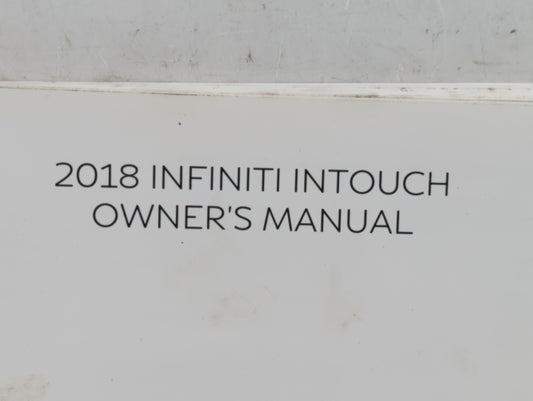 2018 INFINITI INTOUCH
OWNER'S MANUAL